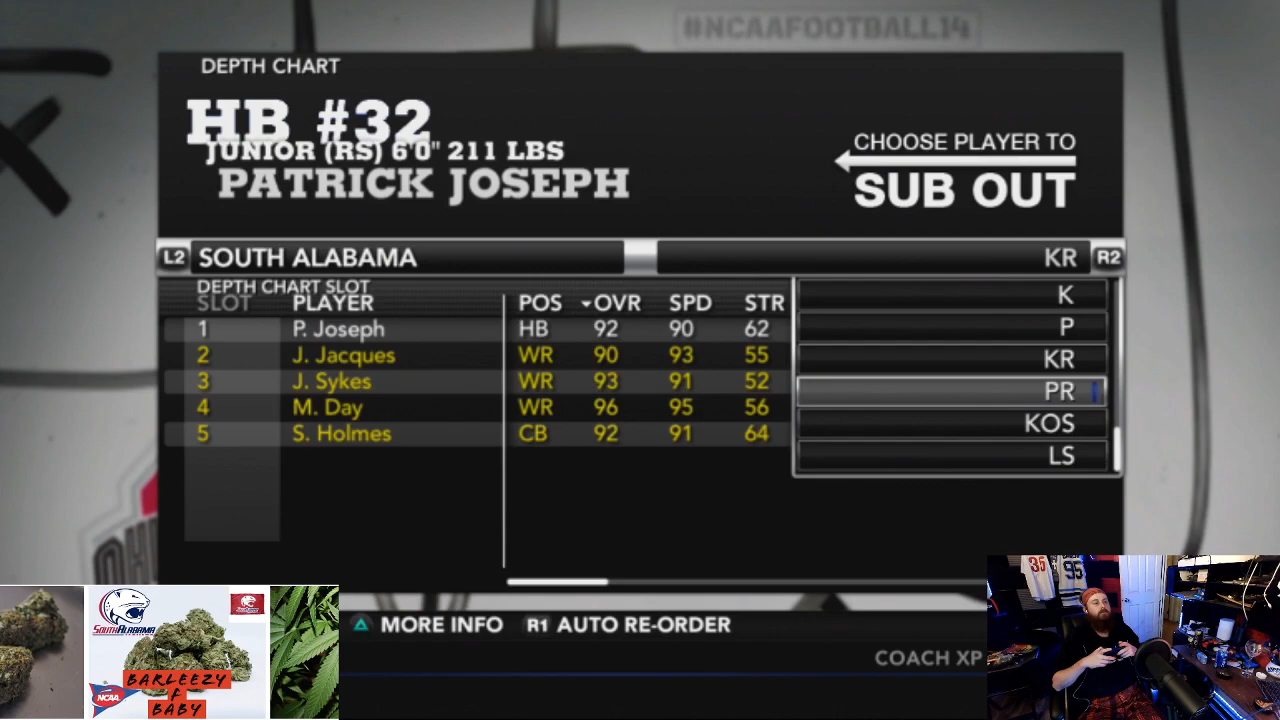 #NCAAFOOTBALL14
DEPTH CHART
HB #32
JUNIOR (RS) 6'0" 211 LBS
PATRICK JOSEPH
CHOOSE PLAYER TO
SUB OUT
L2 SOUTH ALABAMA KR R2
DEPTH CHART SLOT
SLOT PLAYER POS OVR SPD STR
1 P. Joseph HB 92 90 62
2 J. Jacques WR 90 93 55
3 J. Sykes WR 93 91 52
4 M. Day WR 96 95 56
5 S. Holmes CB 92 91 64
K
P
KR
PR
KOS
LS
MORE INFO R1 AUTO RE-ORDER
COACH XP
SOUTH ALABAMA
BARLEEZY
F
BABY
NCAA
35
95